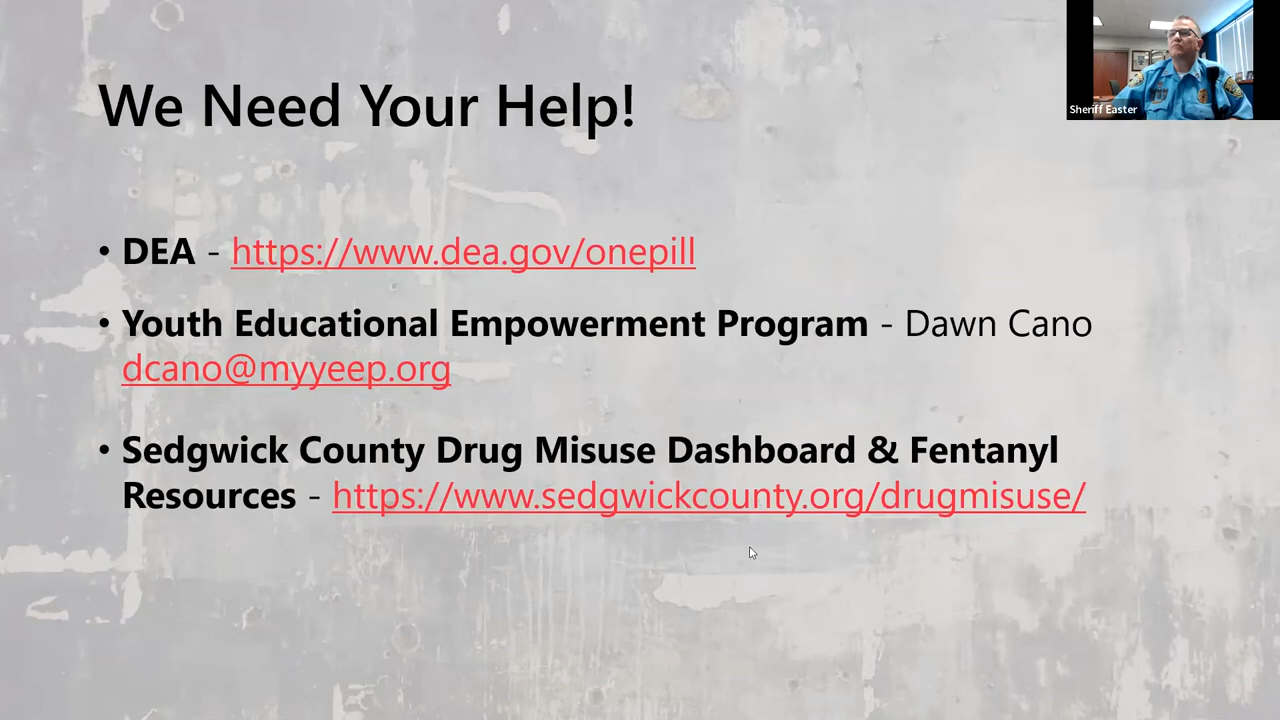 We Need Your Help!
Sheriff Easter
• DEA - https://www.dea.gov/onepill
• Youth Educational Empowerment Program - Dawn Cano
dcano@myyeep.org
• Sedgwick County Drug Misuse Dashboard & Fentanyl
Resources - https://www.sedgwickcounty.org/drugmisuse/